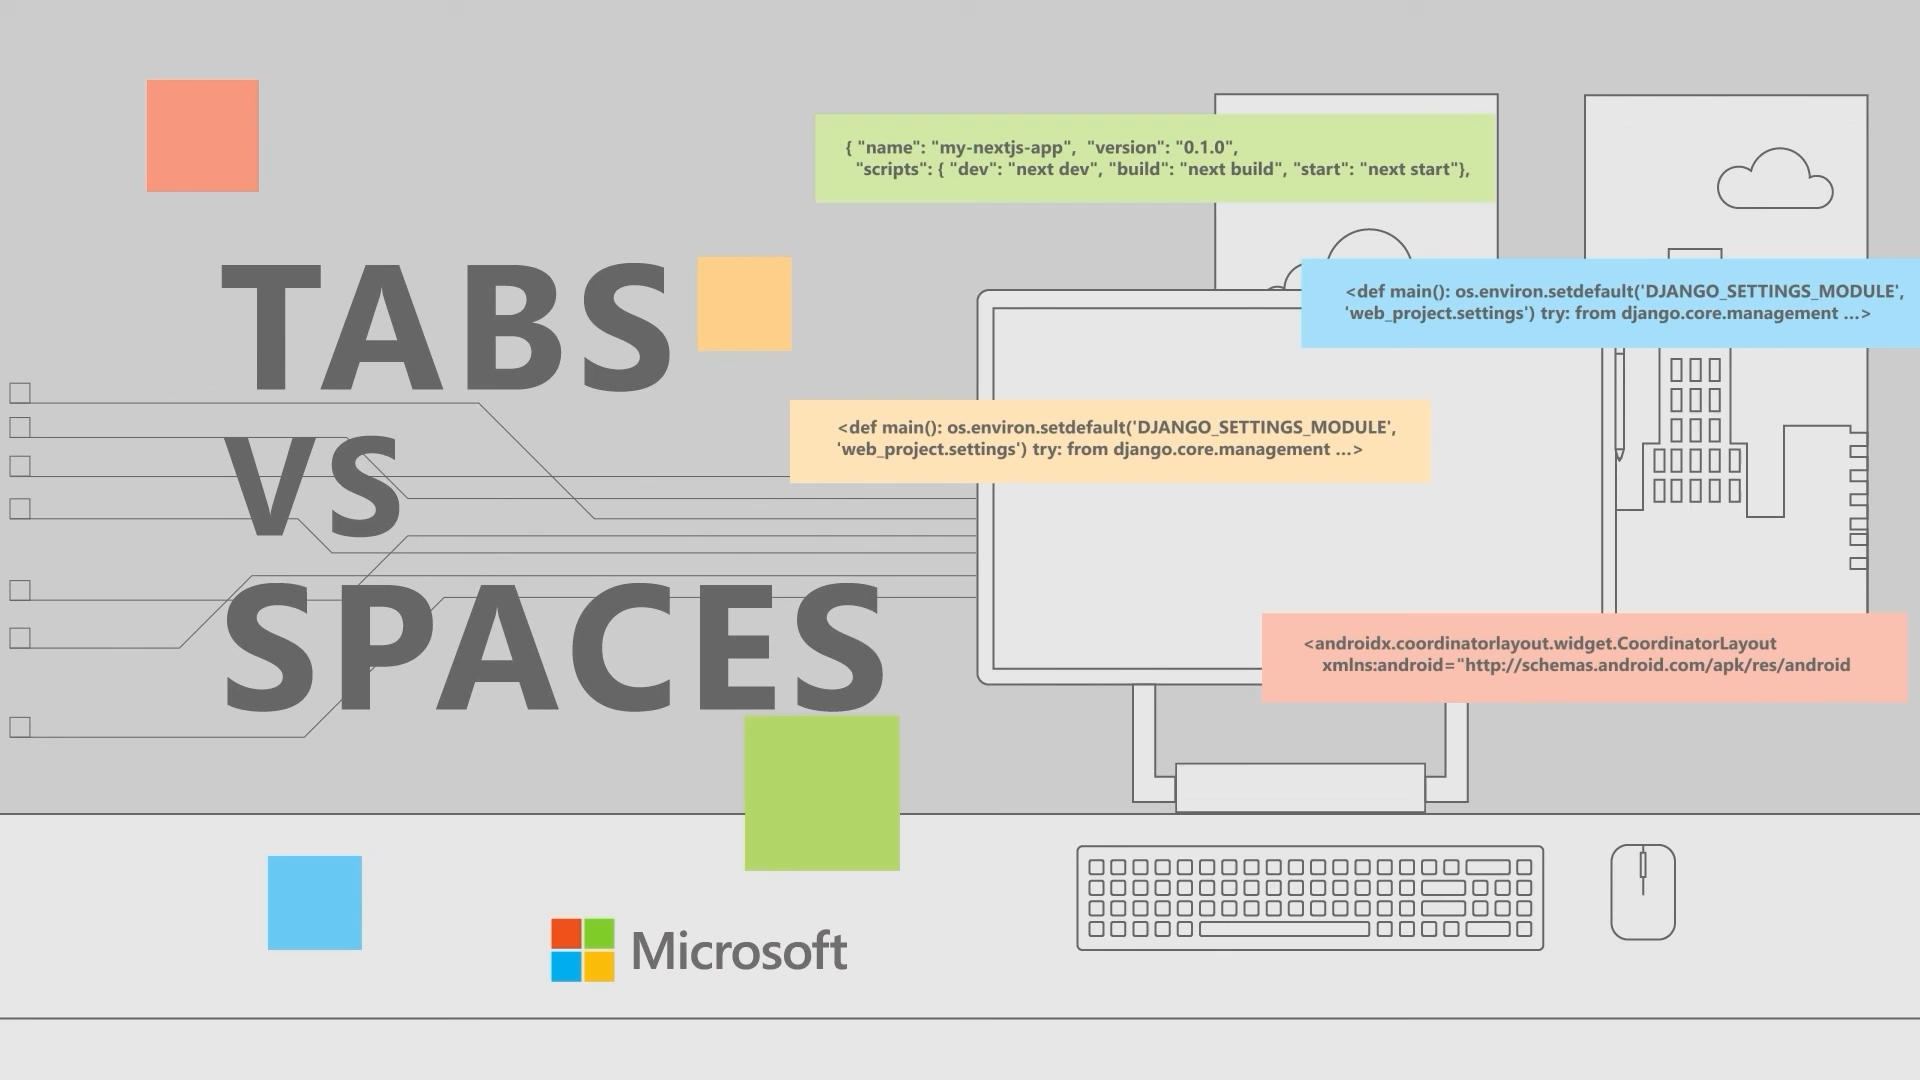 TABS
VS
SPACES
{ "name": "my-nextjs-app",  "version": "0.1.0",
"scripts": { "dev": "next dev", "build": "next build", "start": "next start"},
<def main(): os.environ.setdefault('DJANGO_SETTINGS_MODULE',
'web_project.settings') try: from django.core.management ...>
<def main(): os.environ.setdefault('DJANGO_SETTINGS_MODULE',
'web_project.settings') try: from django.core.management ...>
<androidx.coordinatorlayout.widget.CoordinatorLayout
xmlns:android="http://schemas.android.com/apk/res/android
Microsoft